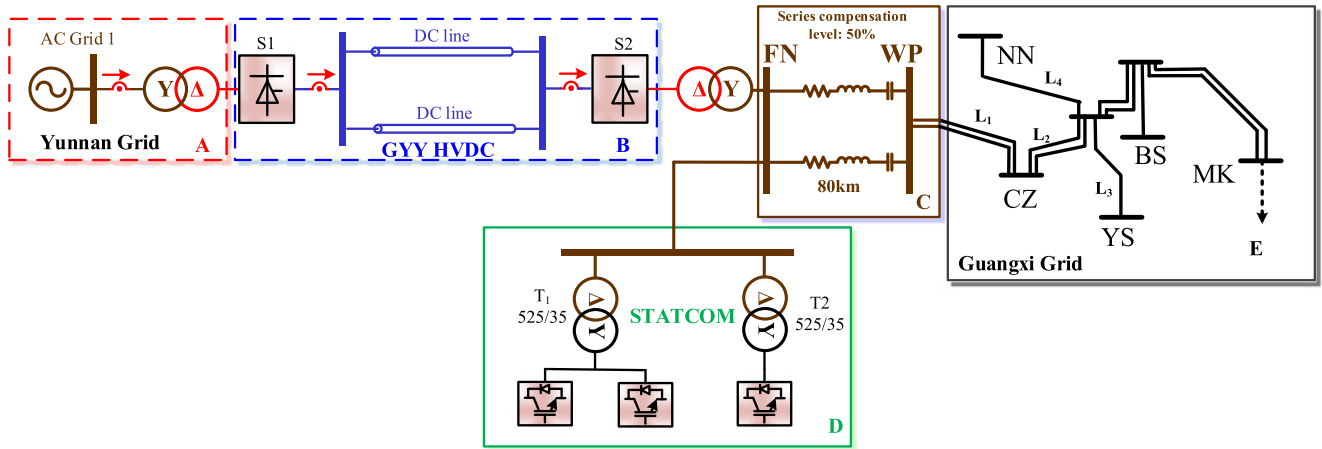 AC Grid 1
Y
Δ
Yunnan Grid
A
S1
DC line
DC line
GYY HVDC
S2
B
Δ
Y
Series compensation
level: 50%
FN
WP
80km
C
NN
L4
L1
L2
L3
CZ
YS
BS
MK
E
Guangxi Grid
T1
525/35
Δ
Y
STATCOM
Δ
Y
T2
525/35
D